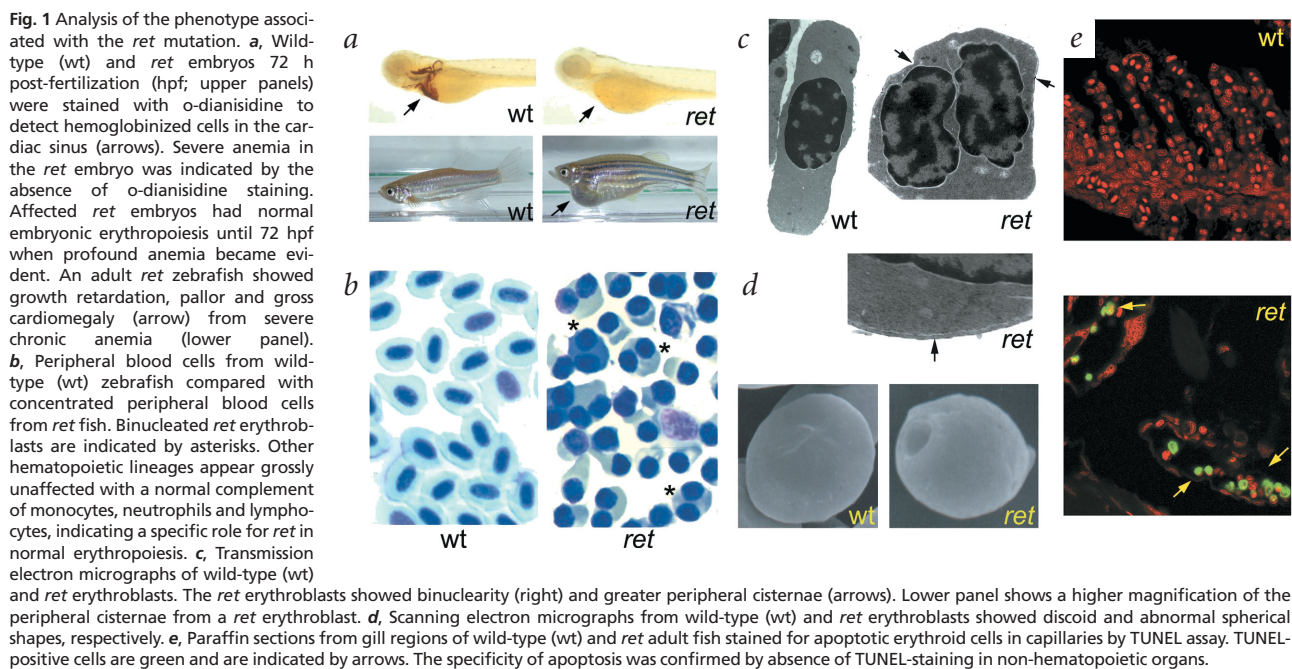 Fig. 1 Analysis of the phenotype associ-
ated with the ret mutation. a, Wild-
type (wt) and ret embryos 72 h
post-fertilization (hpf; upper panels)
were stained with o-dianisidine to
detect hemoglobinized cells in the car-
diac sinus (arrows). Severe anemia in
the ret embryo was indicated by the
absence of o-dianisidine staining.
Affected ret embryos had normal
embryonic erythropoiesis until 72 hpf
when profound anemia became evi-
dent. An adult ret zebrafish showed
growth retardation, pallor and gross
cardiomegaly (arrow) from severe
chronic anemia (lower panel).
b, Peripheral blood cells from wild-
type (wt) zebrafish compared with
concentrated peripheral blood cells
from ret fish. Binucleated ret erythrob-
lasts are indicated by asterisks. Other
hematopoietic lineages appear grossly
unaffected with a normal complement
of monocytes, neutrophils and lympho-
cytes, indicating a specific role for ret in
normal erythropoiesis. c, Transmission
electron micrographs of wild-type (wt)
and ret erythroblasts. The ret erythroblasts showed binuclearity (right) and greater peripheral cisternae (arrows). Lower panel shows a higher magnification of the
peripheral cisternae from a ret erythroblast. d, Scanning electron micrographs from wild-type (wt) and ret erythroblasts showed discoid and abnormal spherical
shapes, respectively. e, Paraffin sections from gill regions of wild-type (wt) and ret adult fish stained for apoptotic erythroid cells in capillaries by TUNEL assay. TUNEL-
positive cells are green and are indicated by arrows. The specificity of apoptosis was confirmed by absence of TUNEL-staining in non-hematopoietic organs.
a
wt
ret
wt
ret
b
*
*
*
wt
ret
c
wt
ret
d
ret
wt
ret
e
wt
ret